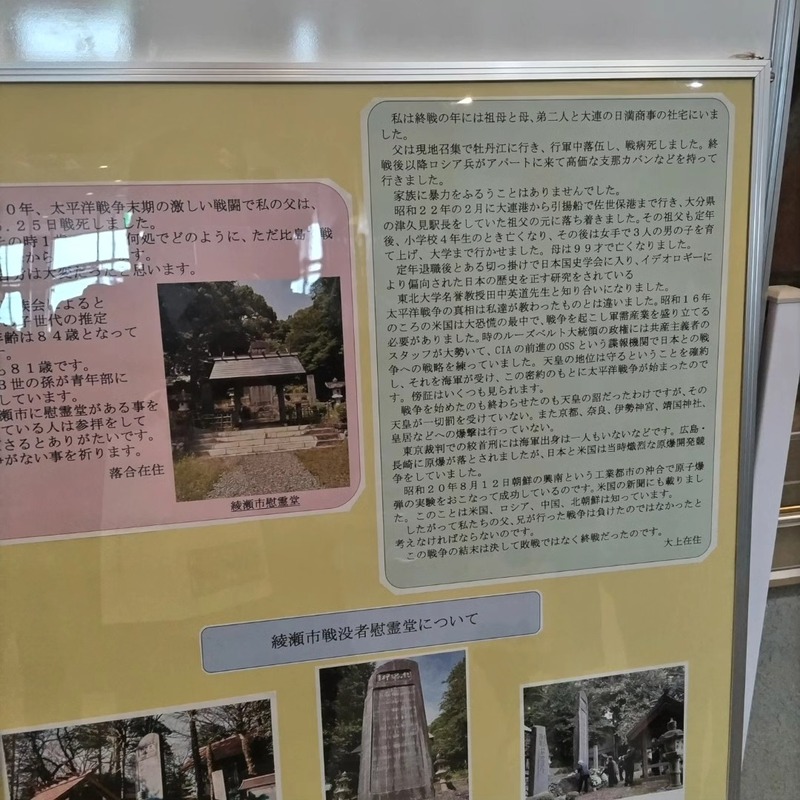 ０年、太平洋戦争末期の激しい戦闘で私の父は、
．２５日戦死しました。
の時１
何処でどのように、ただ比島
戦
から
す。
は大変だった
思います。
族会によると
子世代の推定
年齢は８４歳となって
す。
も８１歳です。
３世の孫が青年部に
しています。
瀬市に慰霊堂がある事を
ている人は参拝をして
ださるとありがたいです。
がない事を祈ります。
落合在住
綾瀬市慰霊堂
私は終戦の年には祖母と母、弟二人と大連の日満商事の社宅にいま
した。
父は現地召集で牡丹江に行き、行軍中落伍し、戦病死しました。終
戦後以降ロシア兵がアパートに来て高価な支那カバンなどを持って
行きました。
家族に暴力をふるうことはありませんでした。
昭和２２年の２月に大連港から引揚船で佐世保港まで行き、大分県
の津久見駅長をしていた祖父の元に落ち着きました。その祖父も定年
後、小学校４年生のとき亡くなり、その後は女手で３人の男の子を育
て上げ、大学まで行かせました。母は９９才で亡くなりました。
定年退職後とある切っ掛けで日本国史学会に入り、イデオロギーに
より偏向された日本の歴史を正す研究をされている
東北大学名誉教授田中英道先生と知り合いになりました。
太平洋戦争の真相は私達が教わったものとは違いました。昭和１６年
のころの米国は大恐慌の最中で、戦争を起こし軍需産業を盛り立てる
必要がありました。時のルーズベルト大統領の政権には共産主義者の
スタッフが大勢いて、CIAの前進のOSSという諜報機関で日本との戦
争への戦略を練っていました。天皇の地位は守るということを確約
し、それを海軍が受け、この密約のもとに太平洋戦争が始まったので
す。傍証はいくつも見られます。
戦争を始めたのも終わらせたのも天皇の詔だったわけですが、その
天皇が一切罰を受けていない。また京都、奈良、伊勢神宮、靖国神社、
皇居などへの爆撃は行っていない。
東京裁判での絞首刑には海軍出身は一人もいないなどです。広島・
長崎に原爆が落とされましたが、日本と米国は当時熾烈な原爆開発競
争をしていました。
昭和２０年８月１２日朝鮮の興南という工業都市の沖合で原子爆
弾の実験をおこなって成功しているのです。米国の新聞にも載りまし
た。このことは米国、ロシア、中国、北朝鮮は知っています。
したがって私たちの父、兄が行った戦争は負けたのではなかったと
考えなければならないのです。
この戦争の結末は決して敗戦ではなく終戦だったのです。
大上在住
綾瀬市戦没者慰霊堂について